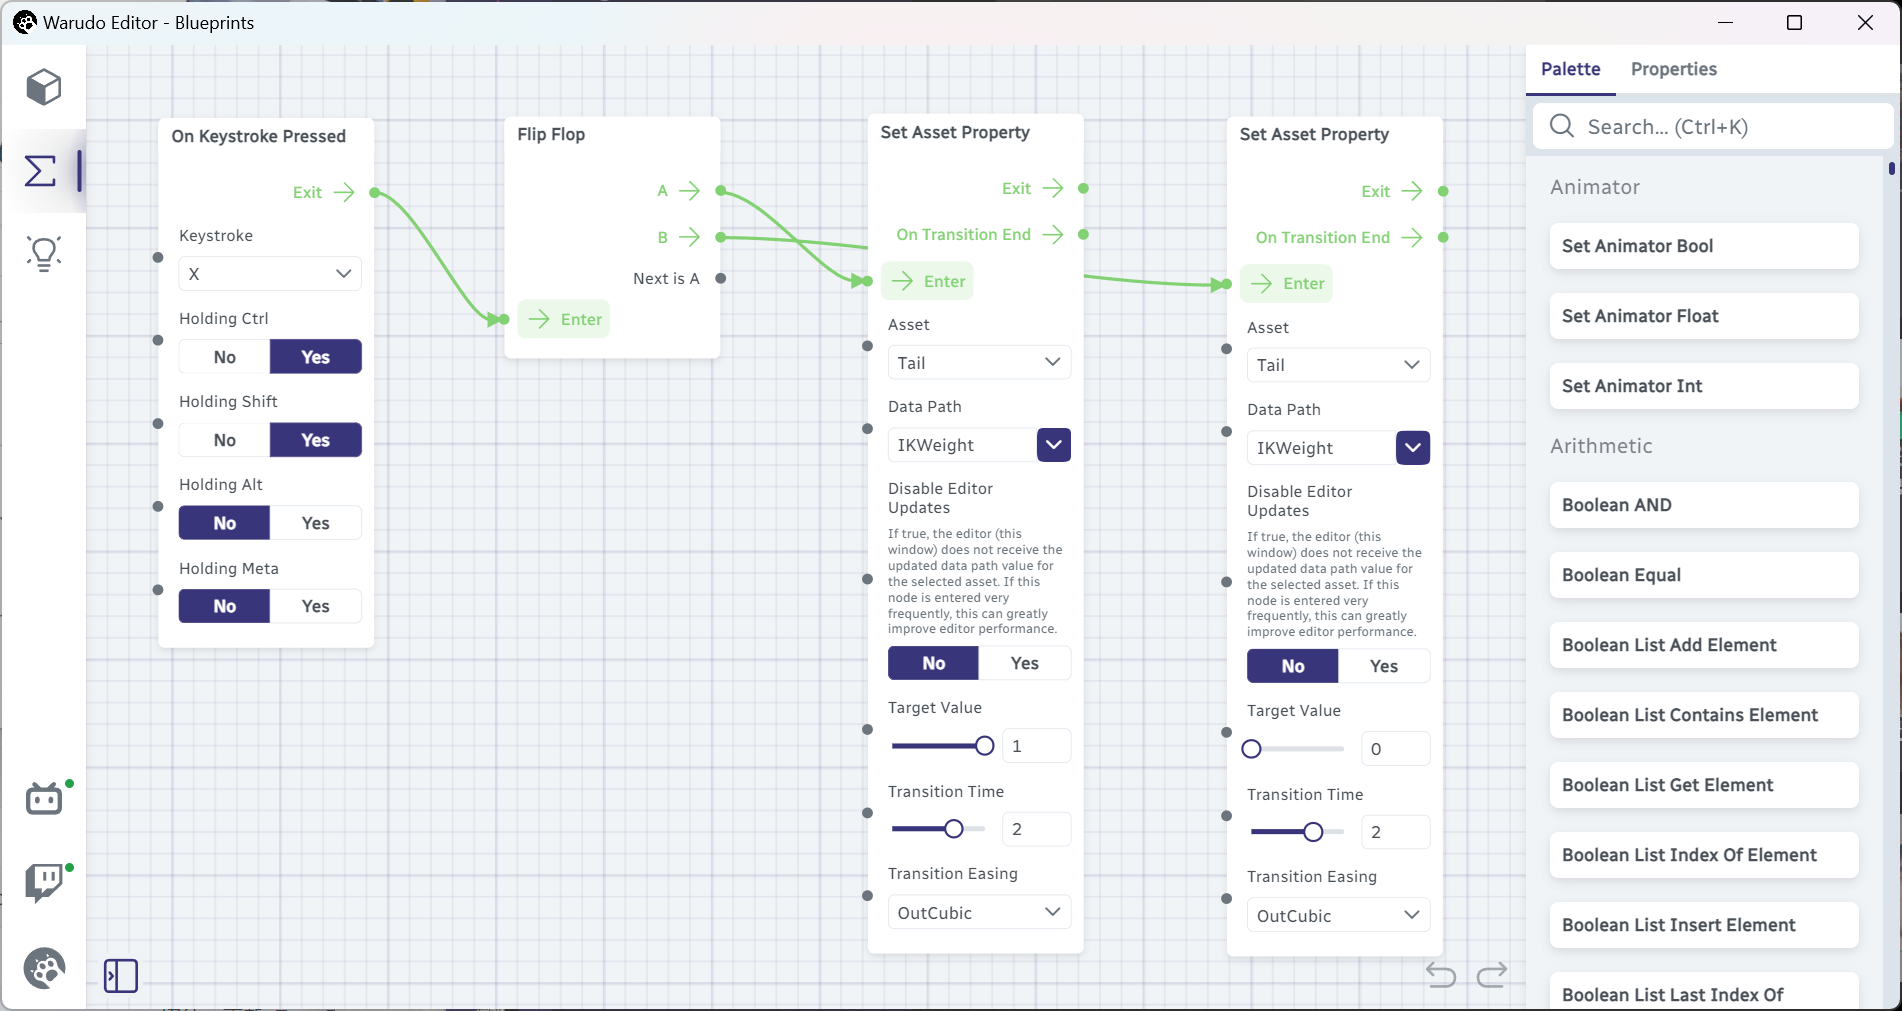 Warudo Editor - Blueprints
Palette
Properties
Search... (Ctrl+K)
On Keystroke Pressed
Exit
Keystroke
X
Holding Ctrl
No
Yes
Holding Shift
No
Yes
Holding Alt
No
Yes
Holding Meta
No
Yes
Flip Flop
A
B
Next is A
Enter
Set Asset Property
Exit
On Transition End
Enter
Asset
Tail
Data Path
IKWeight
Disable Editor
Updates
If true, the editor (this
window) does not receive the
updated data path value for
the selected asset. If this
node is entered very
frequently, this can greatly
improve editor performance.
No
Yes
Target Value
1
Transition Time
2
Transition Easing
OutCubic
Set Asset Property
Exit
On Transition End
Enter
Asset
Tail
Data Path
IKWeight
Disable Editor
Updates
If true, the editor (this
window) does not receive the
updated data path value for
the selected asset. If this
node is entered very
frequently, this can greatly
improve editor performance.
No
Yes
Target Value
0
Transition Time
2
Transition Easing
OutCubic
Animator
Set Animator Bool
Set Animator Float
Set Animator Int
Arithmetic
Boolean AND
Boolean Equal
Boolean List Add Element
Boolean List Contains Element
Boolean List Get Element
Boolean List Index Of Element
Boolean List Insert Element
Boolean List Last Index Of